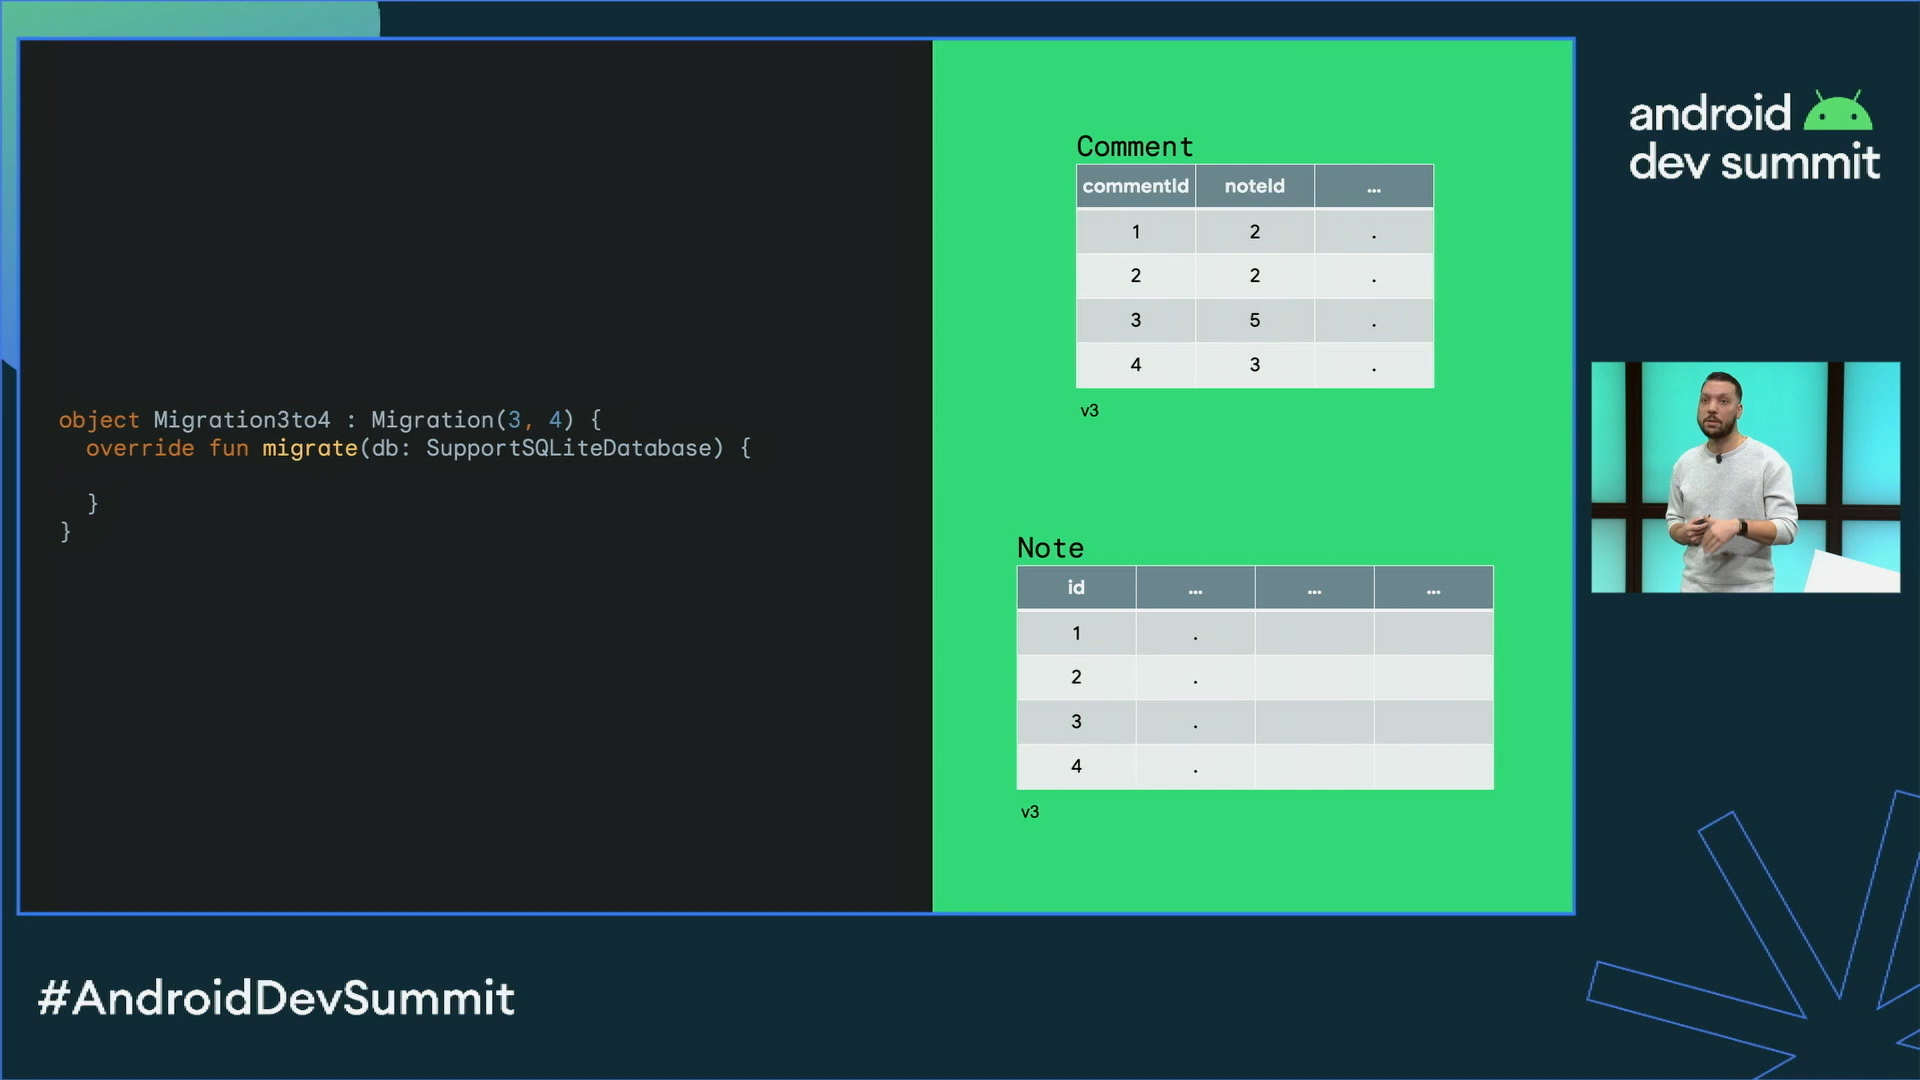 object Migration3to4 : Migration(3, 4) {
override fun migrate(db: SupportSQLiteDatabase) {
}
}
Comment
commentId noteId ...
1 2 .
2 2 .
3 5 .
4 3 .
v3
Note
id ... ... ...
1 .
2 .
3 .
4 .
v3
android
dev summit
#AndroidDevSummit